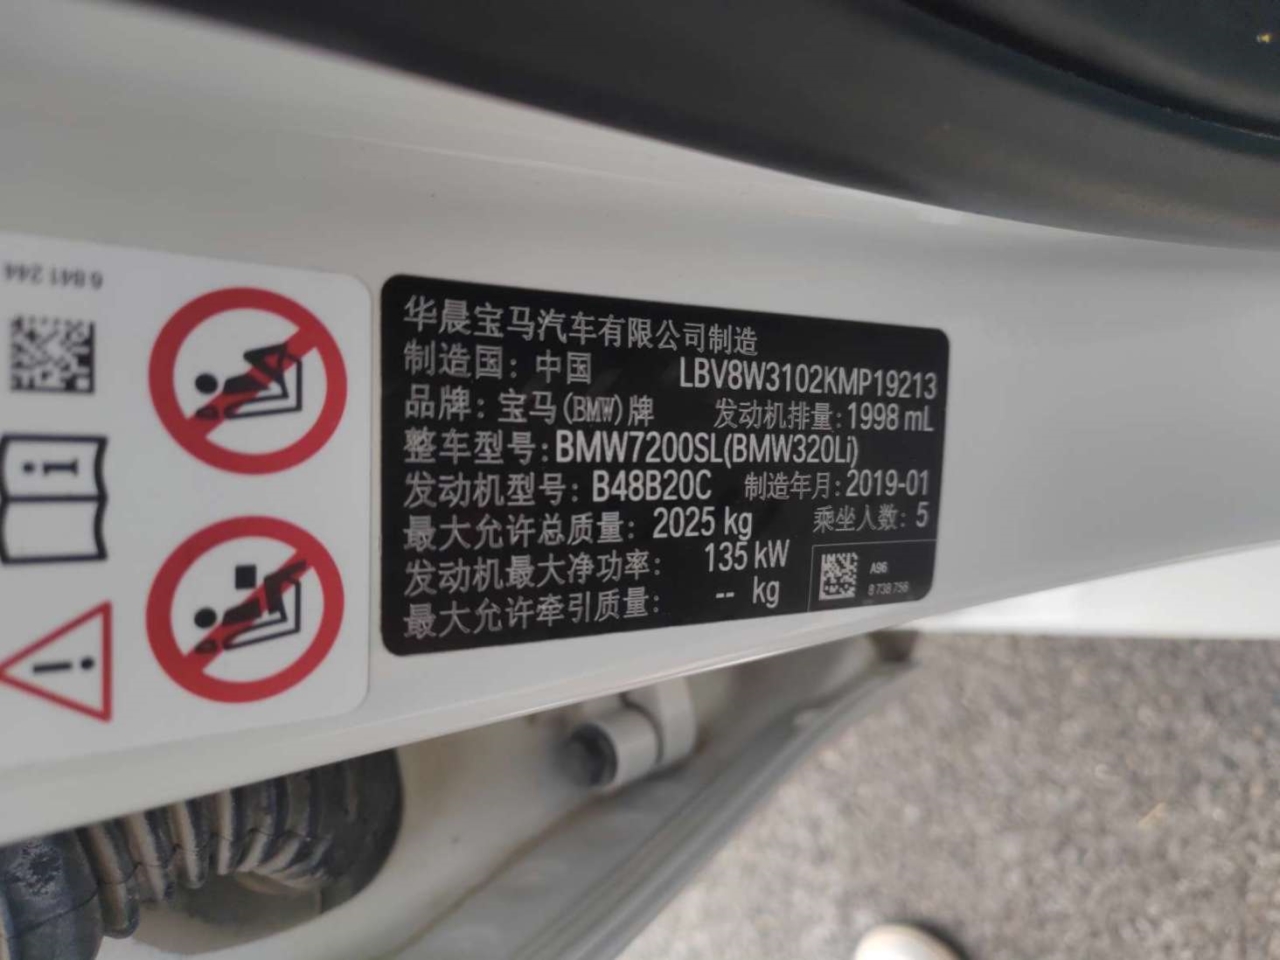 6 841 244
华晨宝马汽车有限公司制造
制造国：中国 LBV8W3102KMP19213
品牌：宝马(BMW)牌 发动机排量：1998 mL
整车型号：BMW7200SL(BMW320Li)
发动机型号：B48B20C 制造年月：2019-01
最大允许总质量：2025 kg 乘坐人数：5
发动机最大净功率：135 kW
最大允许牵引质量：-- kg
A96
8 738 756